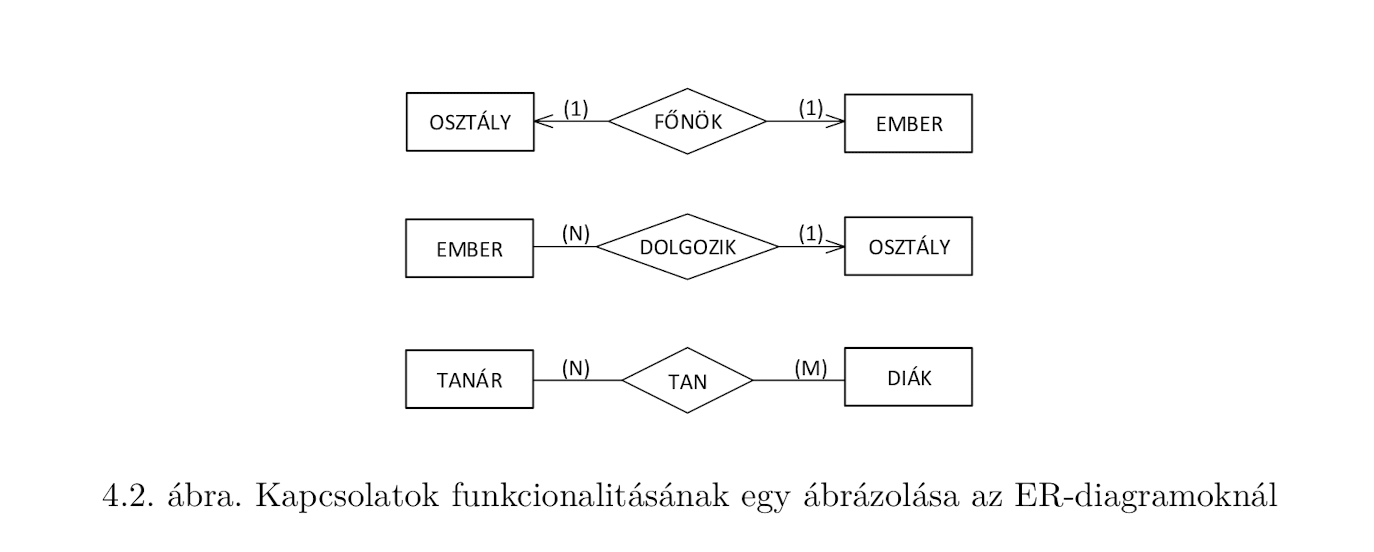 OSZTÁLY (1) FŐNÖK (1) EMBER
EMBER (N) DOLGOZIK (1) OSZTÁLY
TANÁR (N) TAN (M) DIÁK
4.2. ábra. Kapcsolatok funkcionalitásának egy ábrázolása az ER-diagramoknál